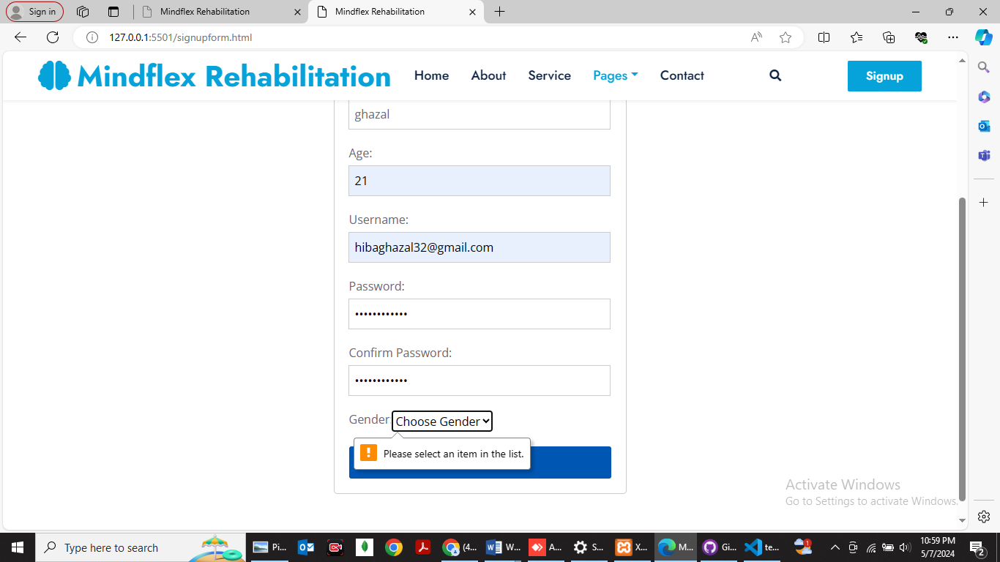 Sign in
Mindflex Rehabilitation
Mindflex Rehabilitation
127.0.0.1:5501/signupform.html
Mindflex Rehabilitation
Home
About
Service
Pages
Contact
Signup
ghazal
Age:
21
Username:
hibaghazal32@gmail.com
Password:
••••••••••••
Confirm Password:
••••••••••••
Gender
Choose Gender
Please select an item in the list.
Activate Windows
Go to Settings to activate Windows.
Type here to search
Pi...
(4...
W...
A...
S...
X...
M...
Gi...
te...
1
10:59 PM
5/7/2024
2